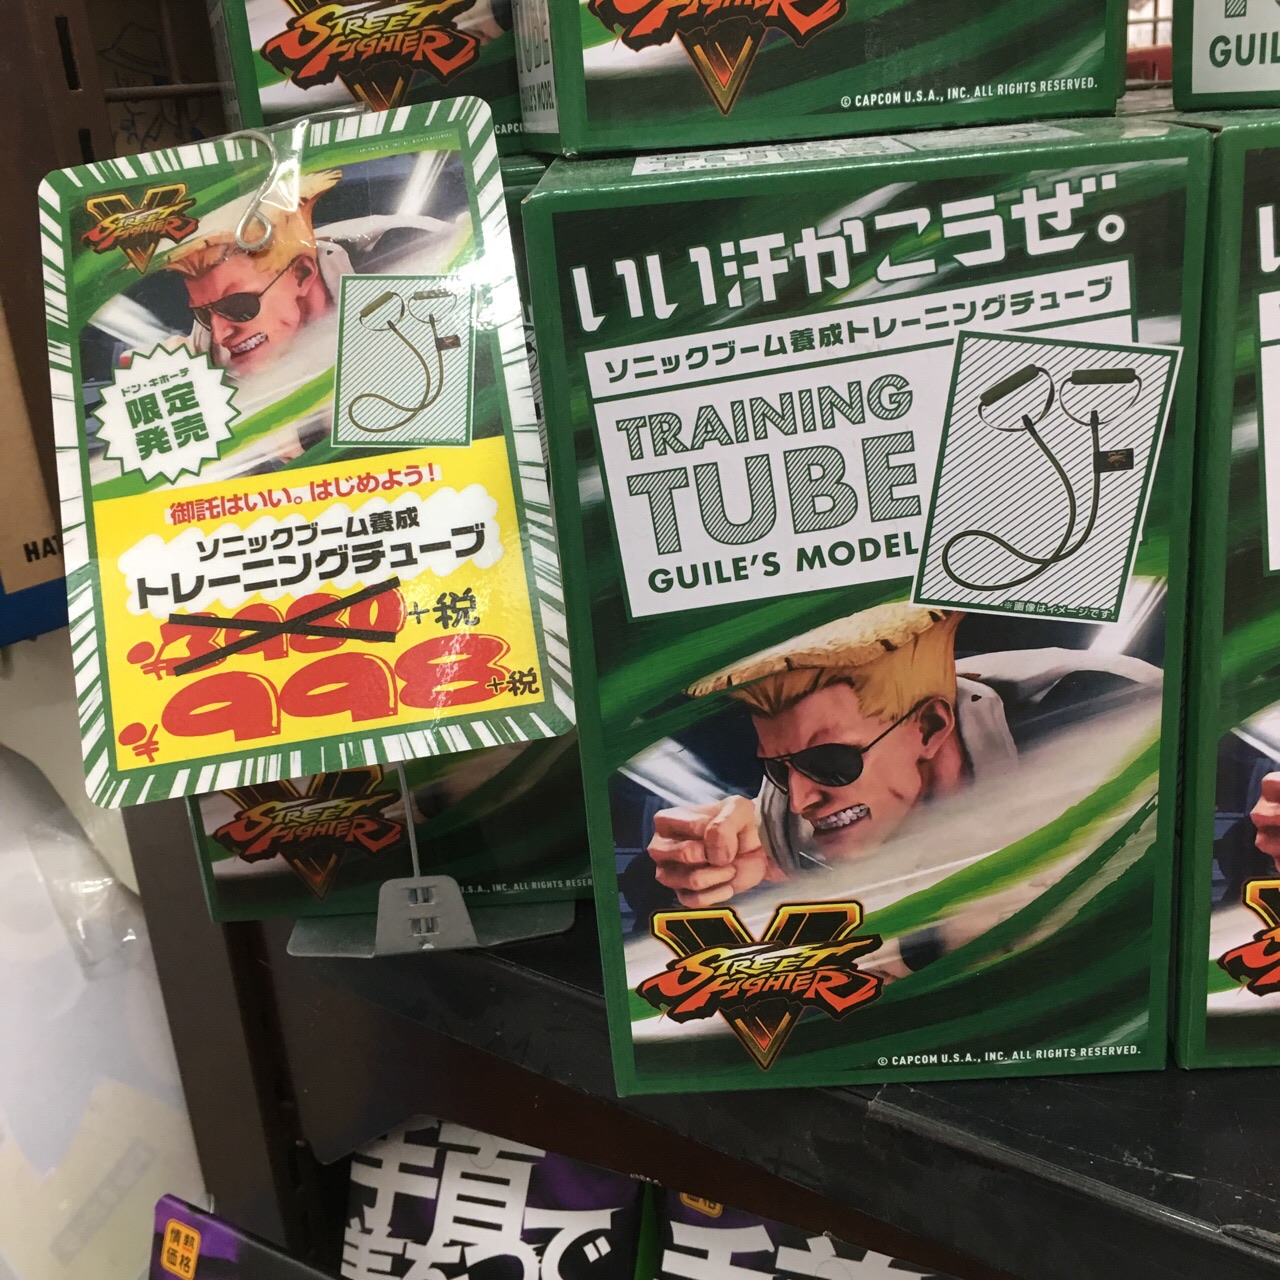 STREET FIGHTER V
© CAPCOM U.S.A., INC. ALL RIGHTS RESERVED.
GUILE'S MODEL
STREET FIGHTER V
ドン・キホーテ
限定
発売
御託はいい。はじめよう!
ソニックブーム養成
トレーニングチューブ
+税
998
+税
いい汗かこうぜ。
ソニックブーム養成トレーニングチューブ
TRAINING
TUBE
GUILE'S MODEL
※画像はイメージです。
STREET FIGHTER V
© CAPCOM U.S.A., INC. ALL RIGHTS RESERVED.
STREET FIGHTER
情熱
価格